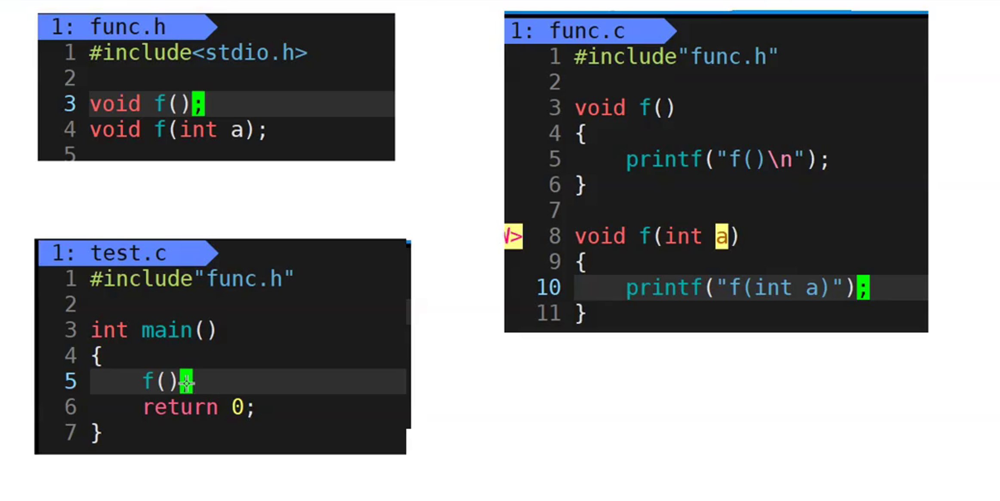 1: func.h
1 #include<stdio.h>
2
3 void f();
4 void f(int a);
5
1: test.c
1 #include"func.h"
2
3 int main()
4 {
5     f()
6     return 0;
7 }
1: func.c
1 #include"func.h"
2
3 void f()
4 {
5     printf("f()\n");
6 }
7
8 void f(int a)
9 {
10     printf("f(int a)");
11 }